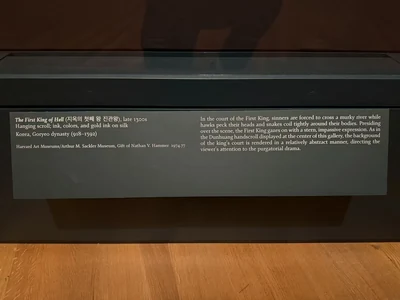 The First King of Hell (지옥의 첫째 왕 진관왕), late 1300s
Hanging scroll; ink, colors, and gold ink on silk
Korea, Goryeo dynasty (918–1392)
Harvard Art Museums/Arthur M. Sackler Museum, Gift of Nathan V. Hammer, 1974.77
In the court of the First King, sinners are forced to cross a murky river while
hawks peck their heads and snakes coil tightly around their bodies. Presiding
over the scene, the First King gazes on with a stern, impassive expression. As in
the Dunhuang handscroll displayed at the center of this gallery, the background
of the king's court is rendered in a relatively abstract manner, directing the
viewer's attention to the purgatorial drama.